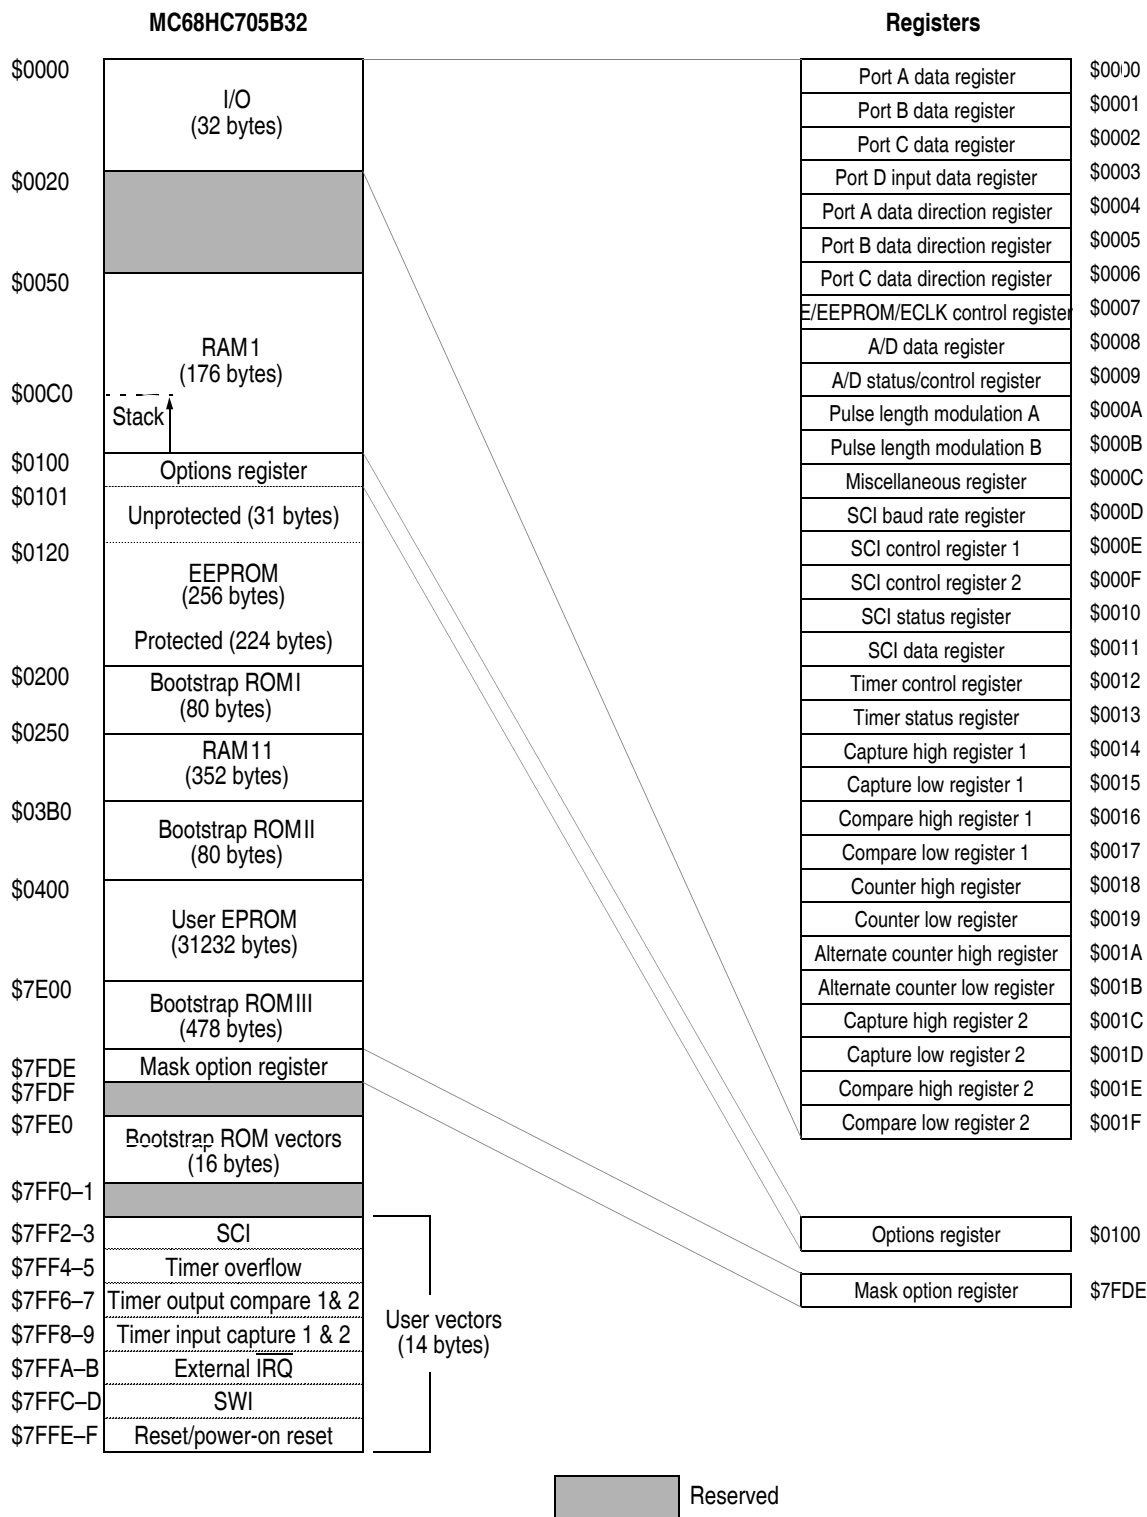 MC68HC705B32
Registers
$0000
I/O
(32 bytes)
$0020
$0050
RAM1
(176 bytes)
$00C0
Stack
$0100
Options register
$0101
Unprotected (31 bytes)
$0120
EEPROM
(256 bytes)
Protected (224 bytes)
$0200
Bootstrap ROMI
(80 bytes)
$0250
RAM11
(352 bytes)
$03B0
Bootstrap ROMII
(80 bytes)
$0400
User EPROM
(31232 bytes)
$7E00
Bootstrap ROMIII
(478 bytes)
$7FDE
Mask option register
$7FDF
$7FE0
Bootstrap ROM vectors
(16 bytes)
$7FF0–1
$7FF2–3 SCI
$7FF4–5 Timer overflow
$7FF6–7 Timer output compare 1& 2
$7FF8–9 Timer input capture 1 & 2
$7FFA–B External IRQ
$7FFC–D SWI
$7FFE–F Reset/power-on reset
User vectors
(14 bytes)
Port A data register $0000
Port B data register $0001
Port C data register $0002
Port D input data register $0003
Port A data direction register $0004
Port B data direction register $0005
Port C data direction register $0006
E/EEPROM/ECLK control register $0007
A/D data register $0008
A/D status/control register $0009
Pulse length modulation A $000A
Pulse length modulation B $000B
Miscellaneous register $000C
SCI baud rate register $000D
SCI control register 1 $000E
SCI control register 2 $000F
SCI status register $0010
SCI data register $0011
Timer control register $0012
Timer status register $0013
Capture high register 1 $0014
Capture low register 1 $0015
Compare high register 1 $0016
Compare low register 1 $0017
Counter high register $0018
Counter low register $0019
Alternate counter high register $001A
Alternate counter low register $001B
Capture high register 2 $001C
Capture low register 2 $001D
Compare high register 2 $001E
Compare low register 2 $001F
Options register $0100
Mask option register $7FDE
Reserved